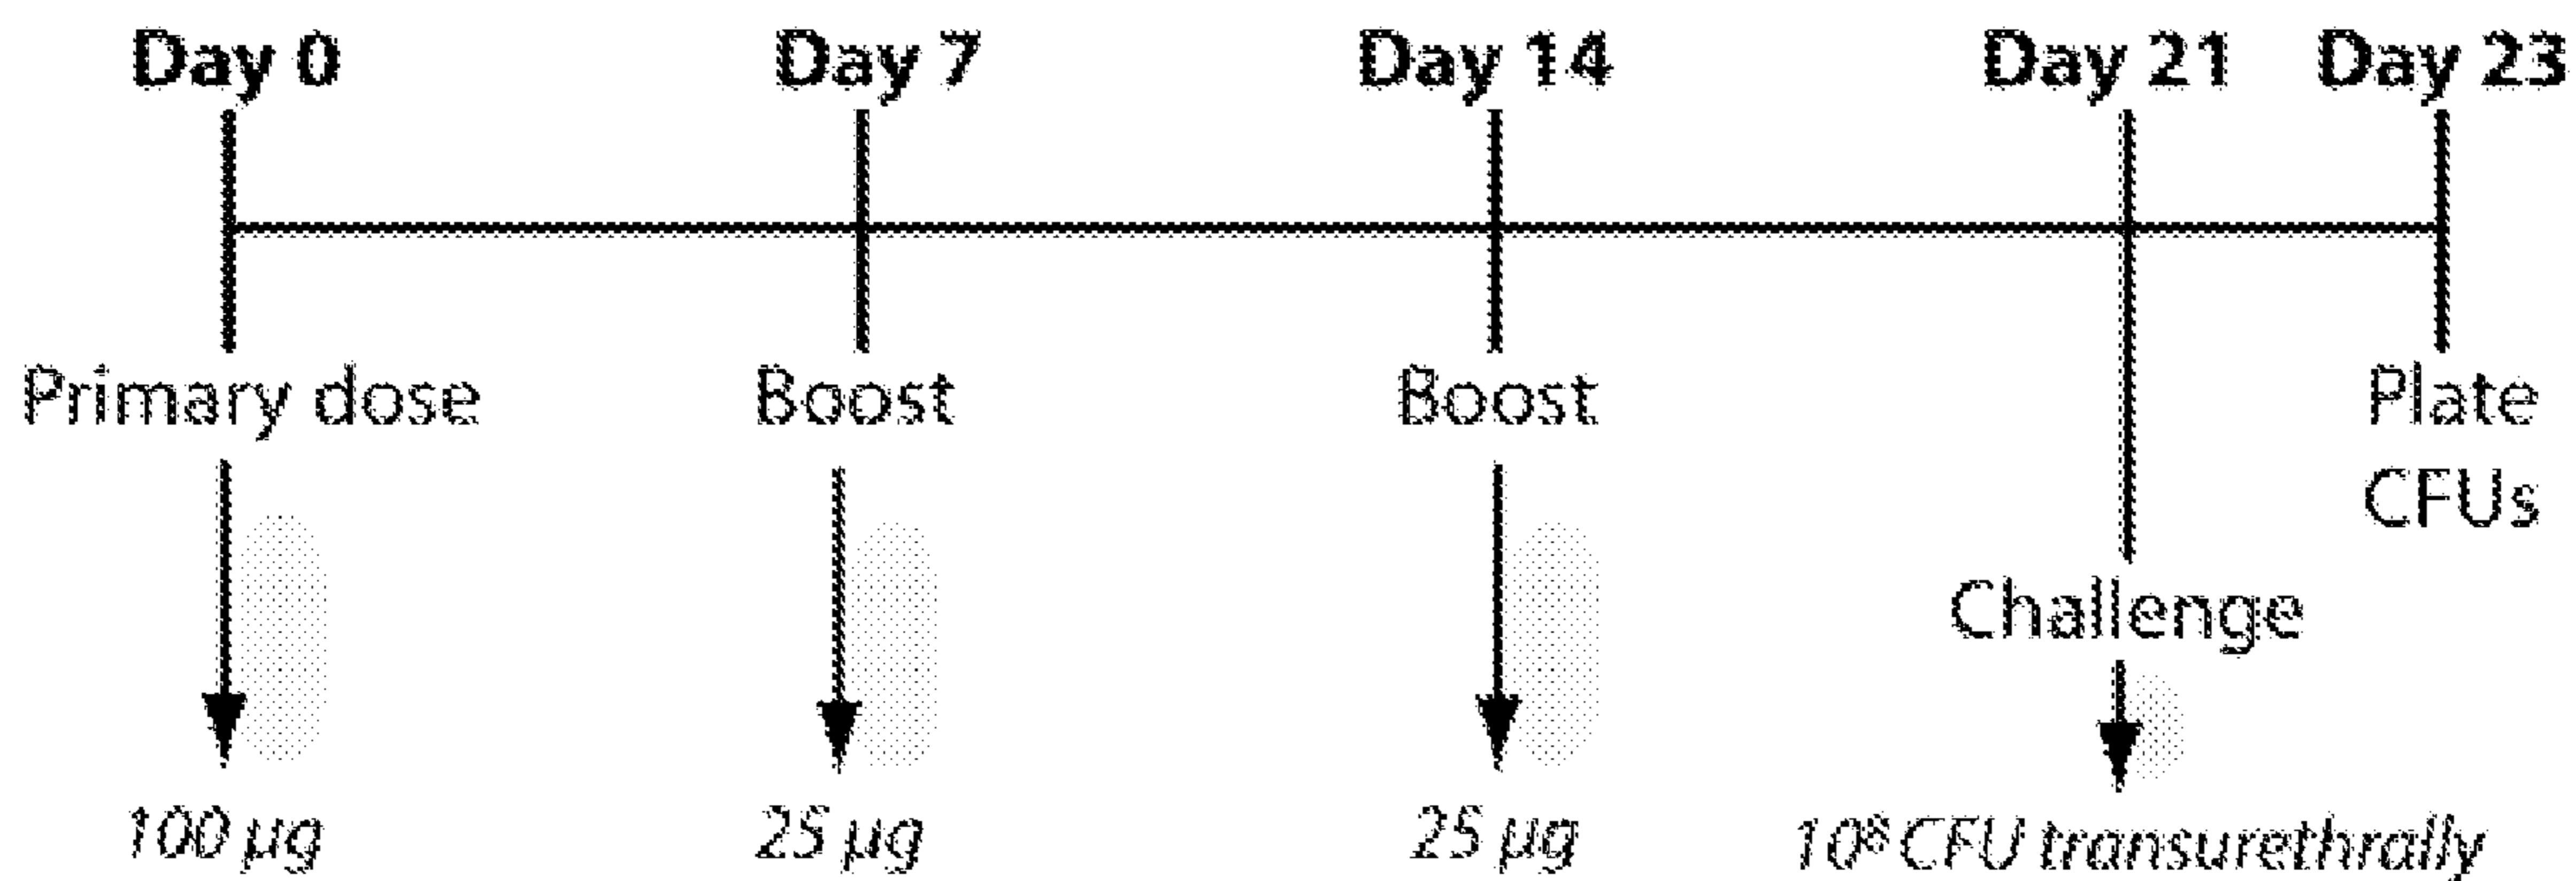 Day 0 Day 7 Day 14 Day 21 Day 23
Primary dose Boost Boost Plate
CFUs
Challenge
100 µg 25 µg 25 µg 10⁸ CFU transurethrally